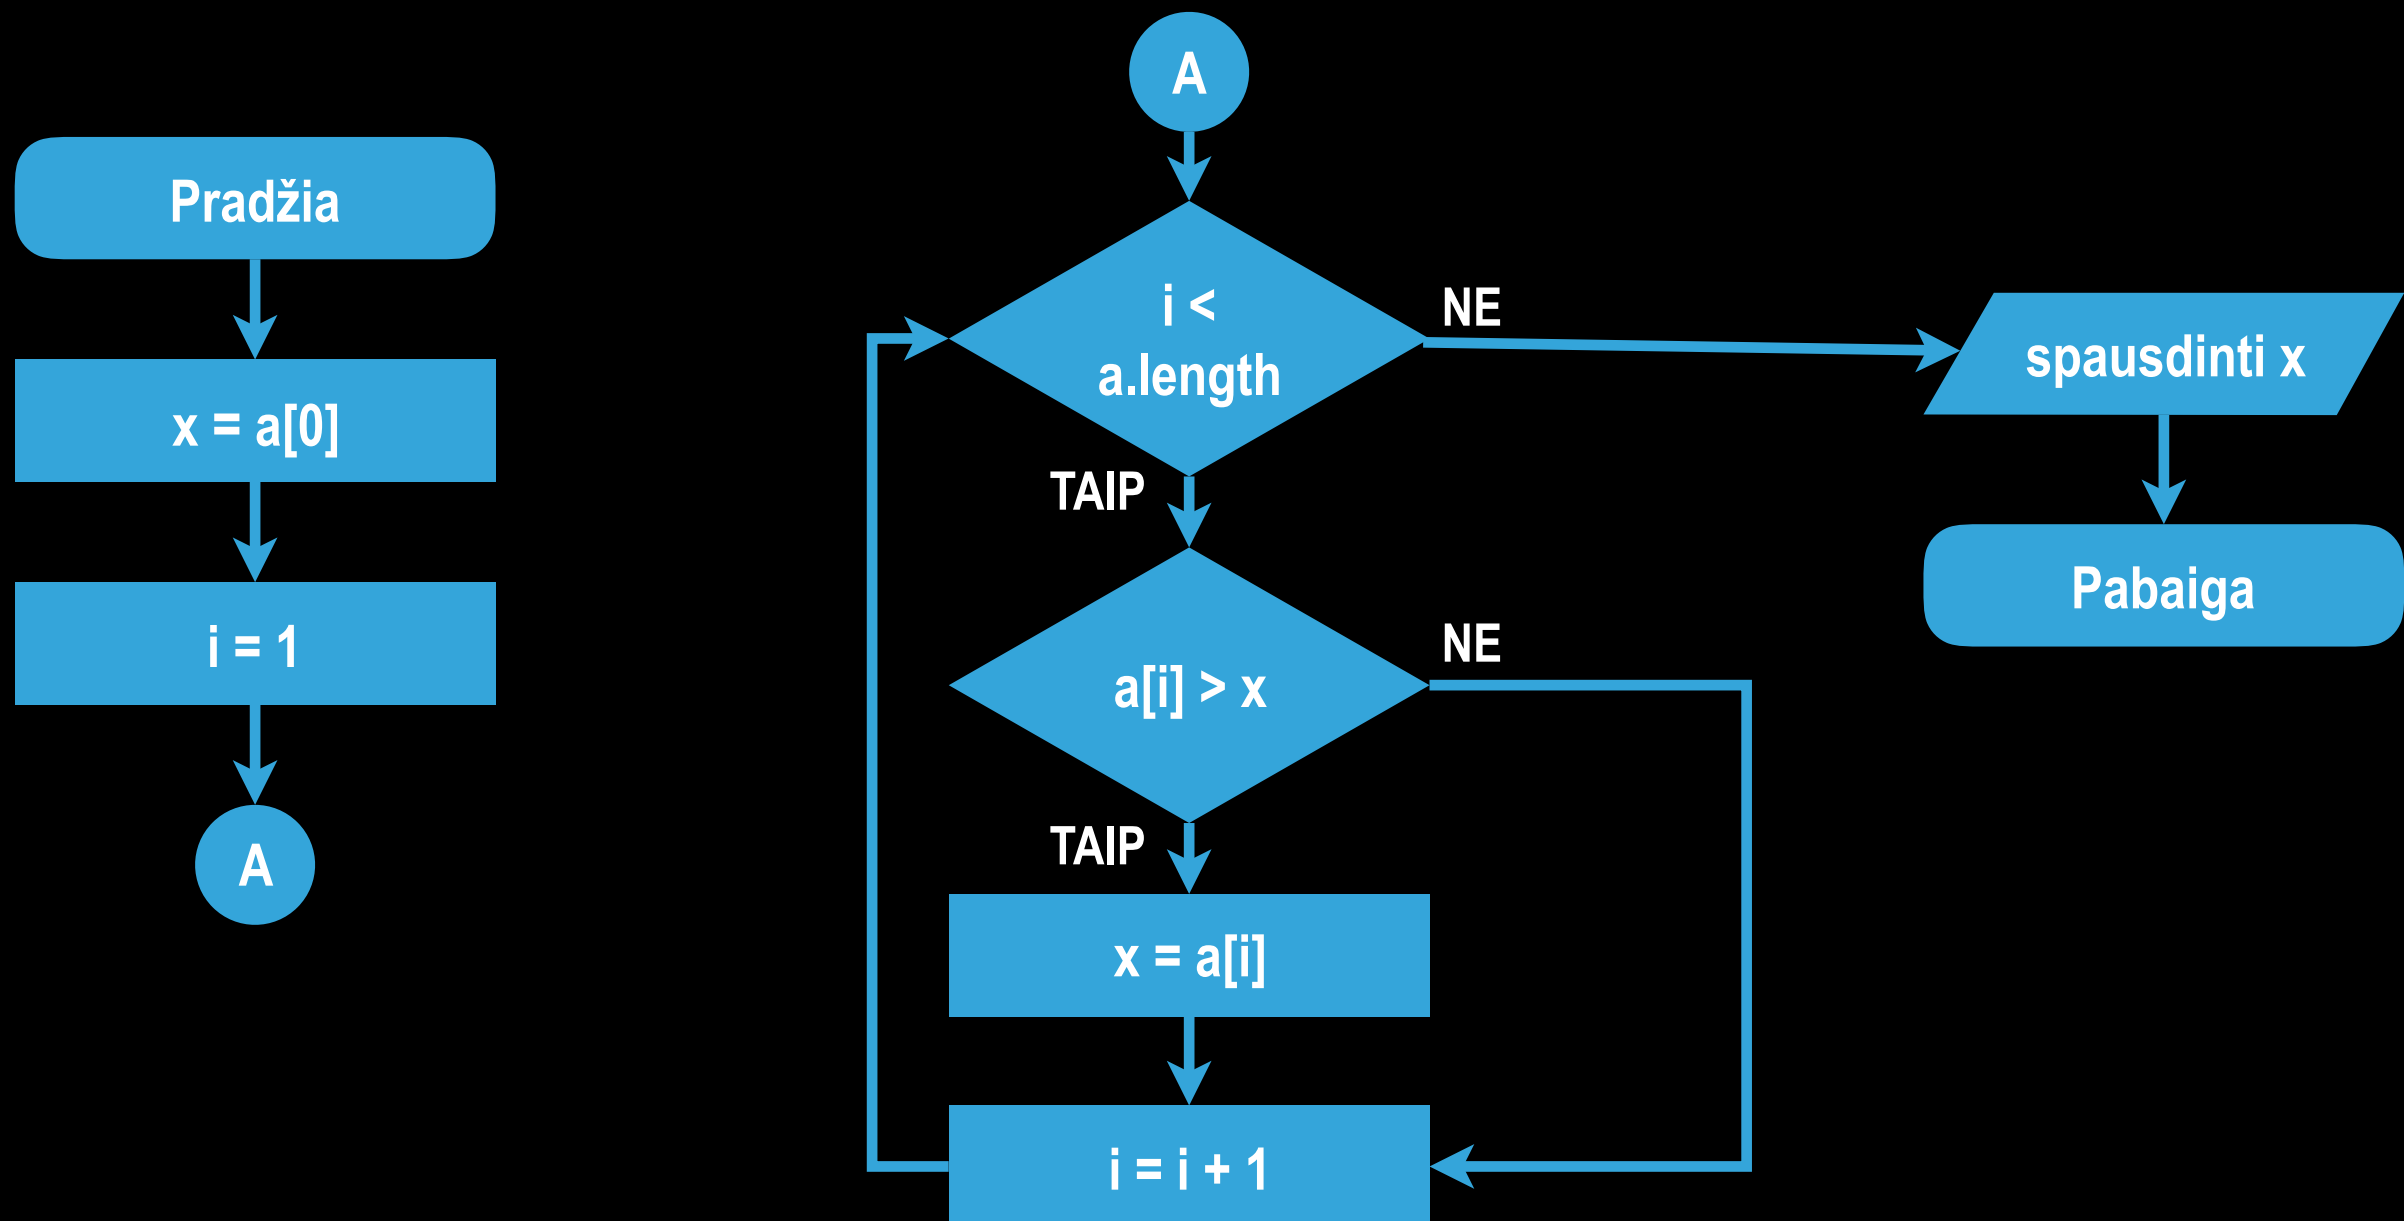 Pradžia
x = a[0]
i = 1
A
A
i <
a.length
NE
TAIP
a[i] > x
NE
TAIP
x = a[i]
i = i + 1
spausdinti x
Pabaiga